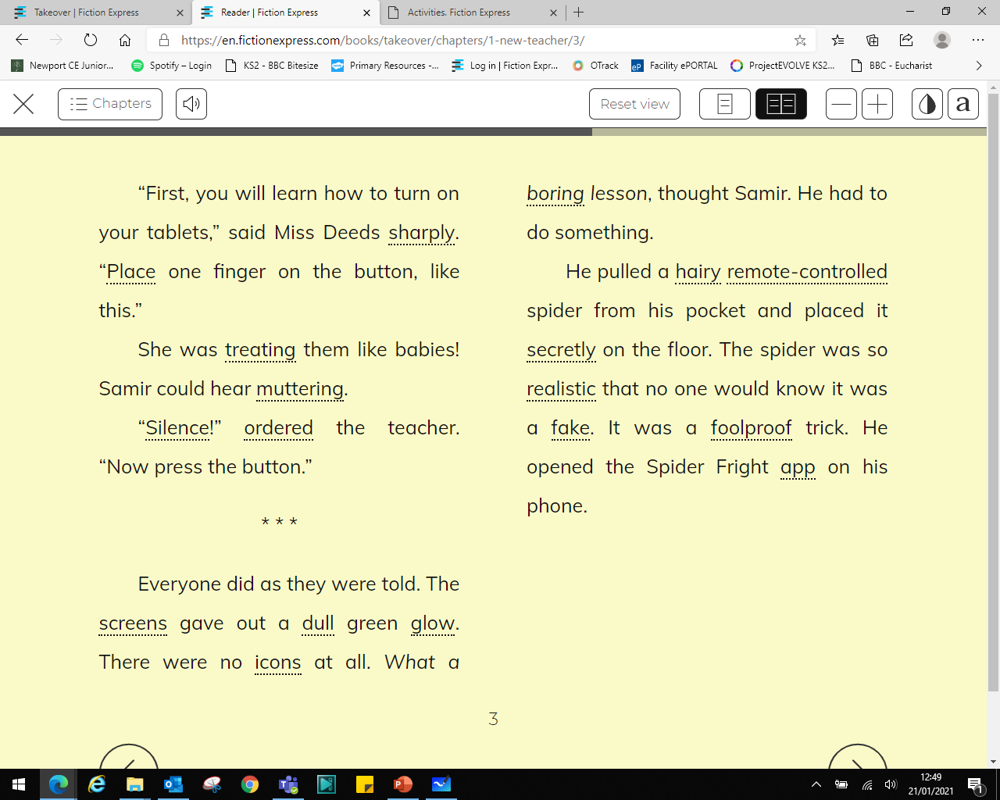 Takeover | Fiction Express
Reader | Fiction Express
Activities. Fiction Express
https://en.fictionexpress.com/books/takeover/chapters/1-new-teacher/3/
Newport CE Junior...
Spotify – Login
KS2 - BBC Bitesize
Primary Resources -...
Log in | Fiction Expr...
OTrack
eP
Facility ePORTAL
ProjectEVOLVE KS2...
BBC - Eucharist
Chapters
Reset view
a
“First, you will learn how to turn on
your tablets,” said Miss Deeds sharply.
“Place one finger on the button, like
this.”
She was treating them like babies!
Samir could hear muttering.
“Silence!” ordered the teacher.
“Now press the button.”
* * *
Everyone did as they were told. The
screens gave out a dull green glow.
There were no icons at all. What a
boring lesson, thought Samir. He had to
do something.
He pulled a hairy remote-controlled
spider from his pocket and placed it
secretly on the floor. The spider was so
realistic that no one would know it was
a fake. It was a foolproof trick. He
opened the Spider Fright app on his
phone.
3
12:49
21/01/2021
1